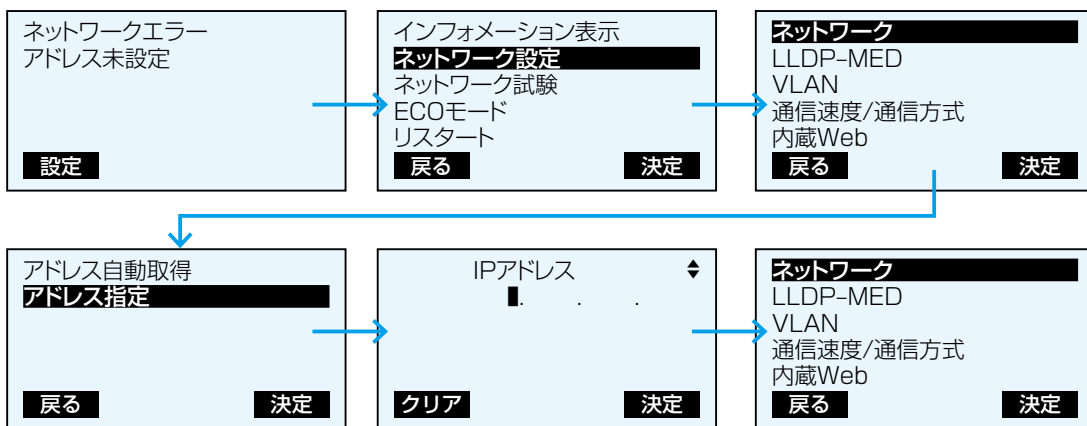 ネットワークエラー
アドレス未設定
設定
インフォメーション表示
ネットワーク設定
ネットワーク試験
ECOモード
リスタート
戻る 決定
ネットワーク
LLDP-MED
VLAN
通信速度/通信方式
内蔵Web
戻る 決定
アドレス自動取得
アドレス指定
戻る 決定
IPアドレス
. . .
クリア 決定
ネットワーク
LLDP-MED
VLAN
通信速度/通信方式
内蔵Web
戻る 決定